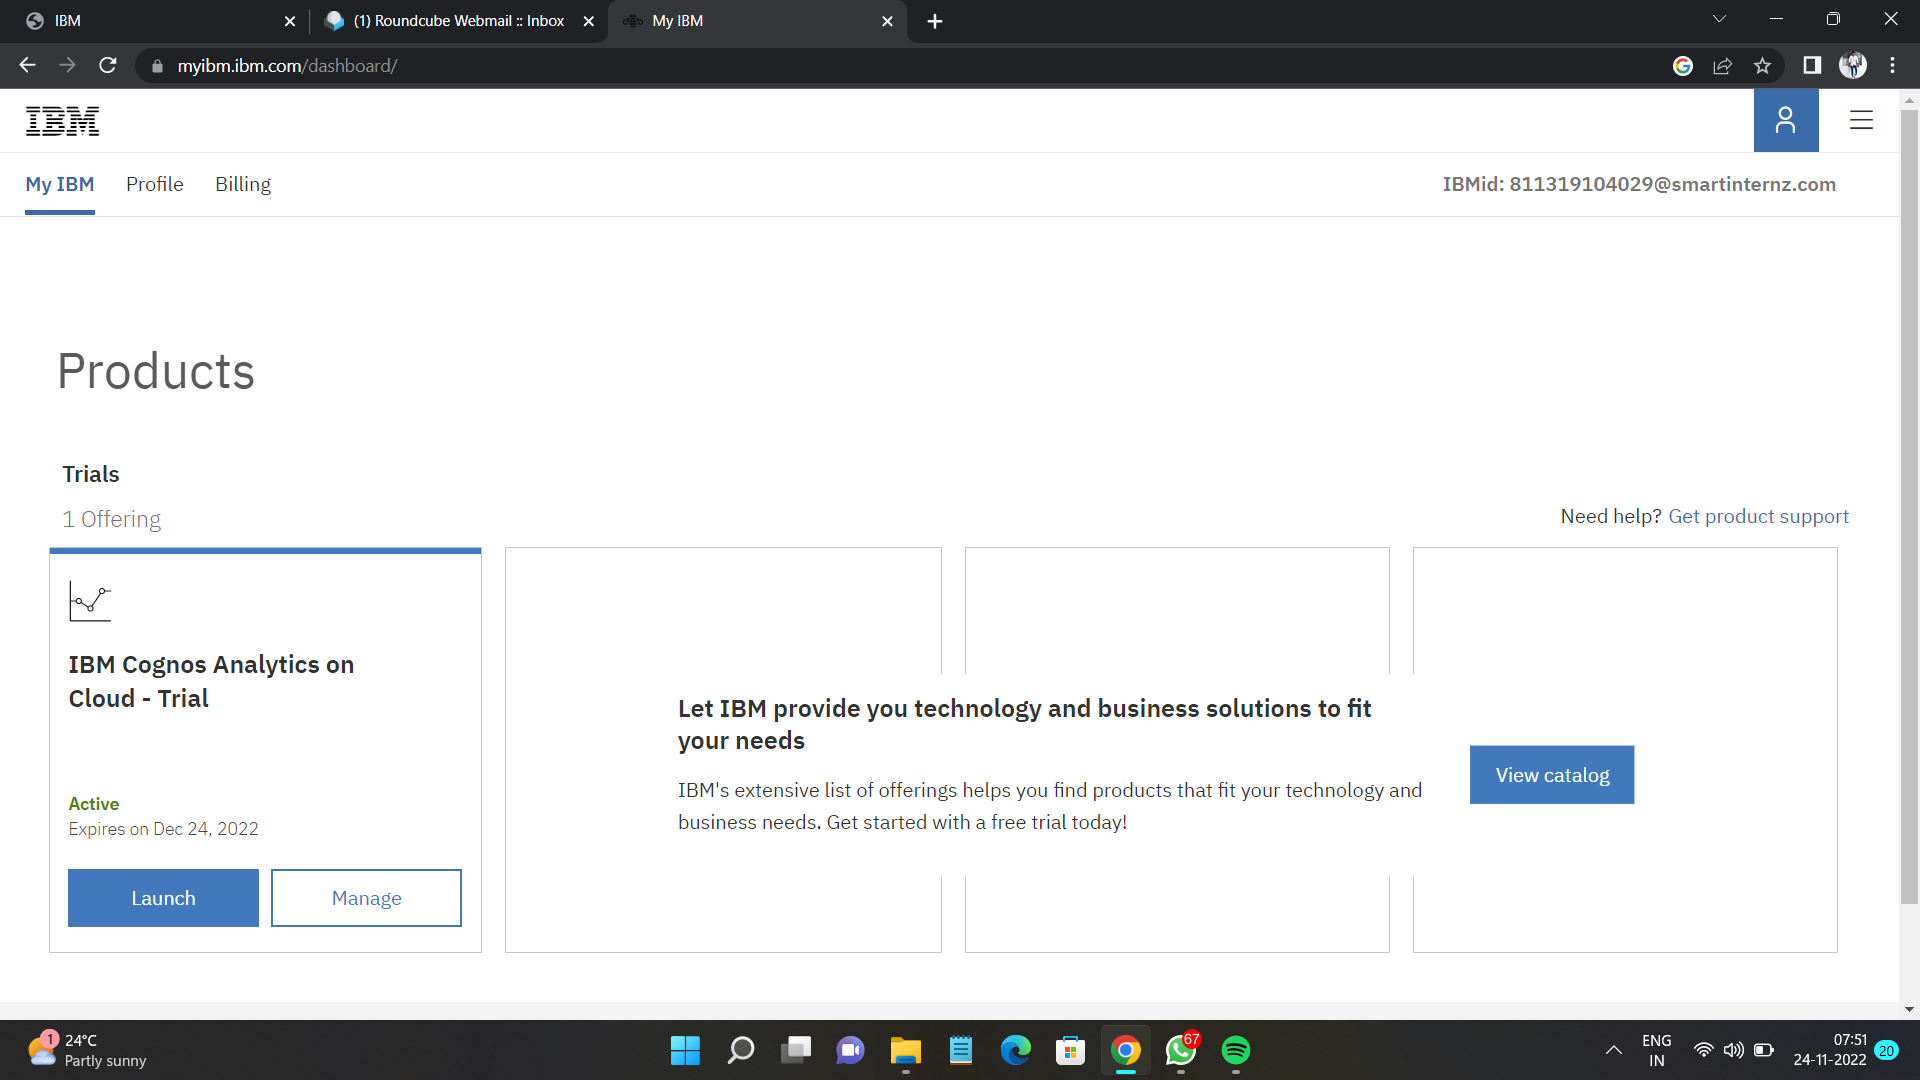 IBM
(1) Roundcube Webmail :: Inbox
My IBM
myibm.ibm.com/dashboard/
IBM
My IBM
Profile
Billing
IBMid: 811319104029@smartinternz.com
Products
Trials
1 Offering
Need help? Get product support
IBM Cognos Analytics on
Cloud - Trial
Active
Expires on Dec 24, 2022
Launch
Manage
Let IBM provide you technology and business solutions to fit
your needs
IBM's extensive list of offerings helps you find products that fit your technology and
business needs. Get started with a free trial today!
View catalog
1
24°C
Partly sunny
67
ENG
IN
07:51
24-11-2022
20